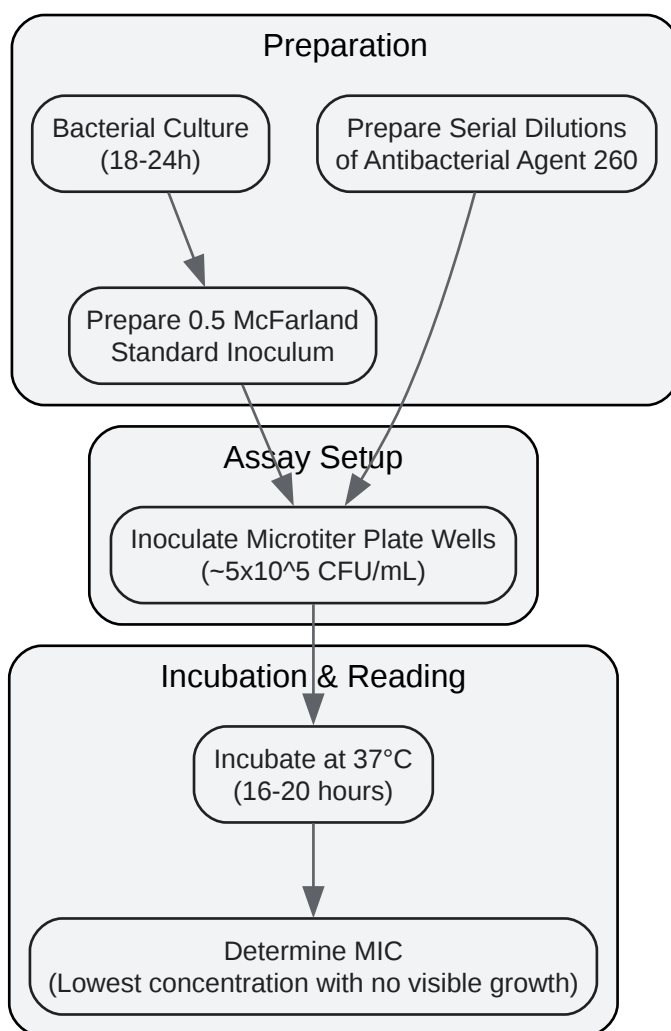 Preparation
Bacterial Culture
(18-24h)
Prepare Serial Dilutions
of Antibacterial Agent 260
Prepare 0.5 McFarland
Standard Inoculum
Assay Setup
Inoculate Microtiter Plate Wells
(~5x10^5 CFU/mL)
Incubation & Reading
Incubate at 37°C
(16-20 hours)
Determine MIC
(Lowest concentration with no visible growth)